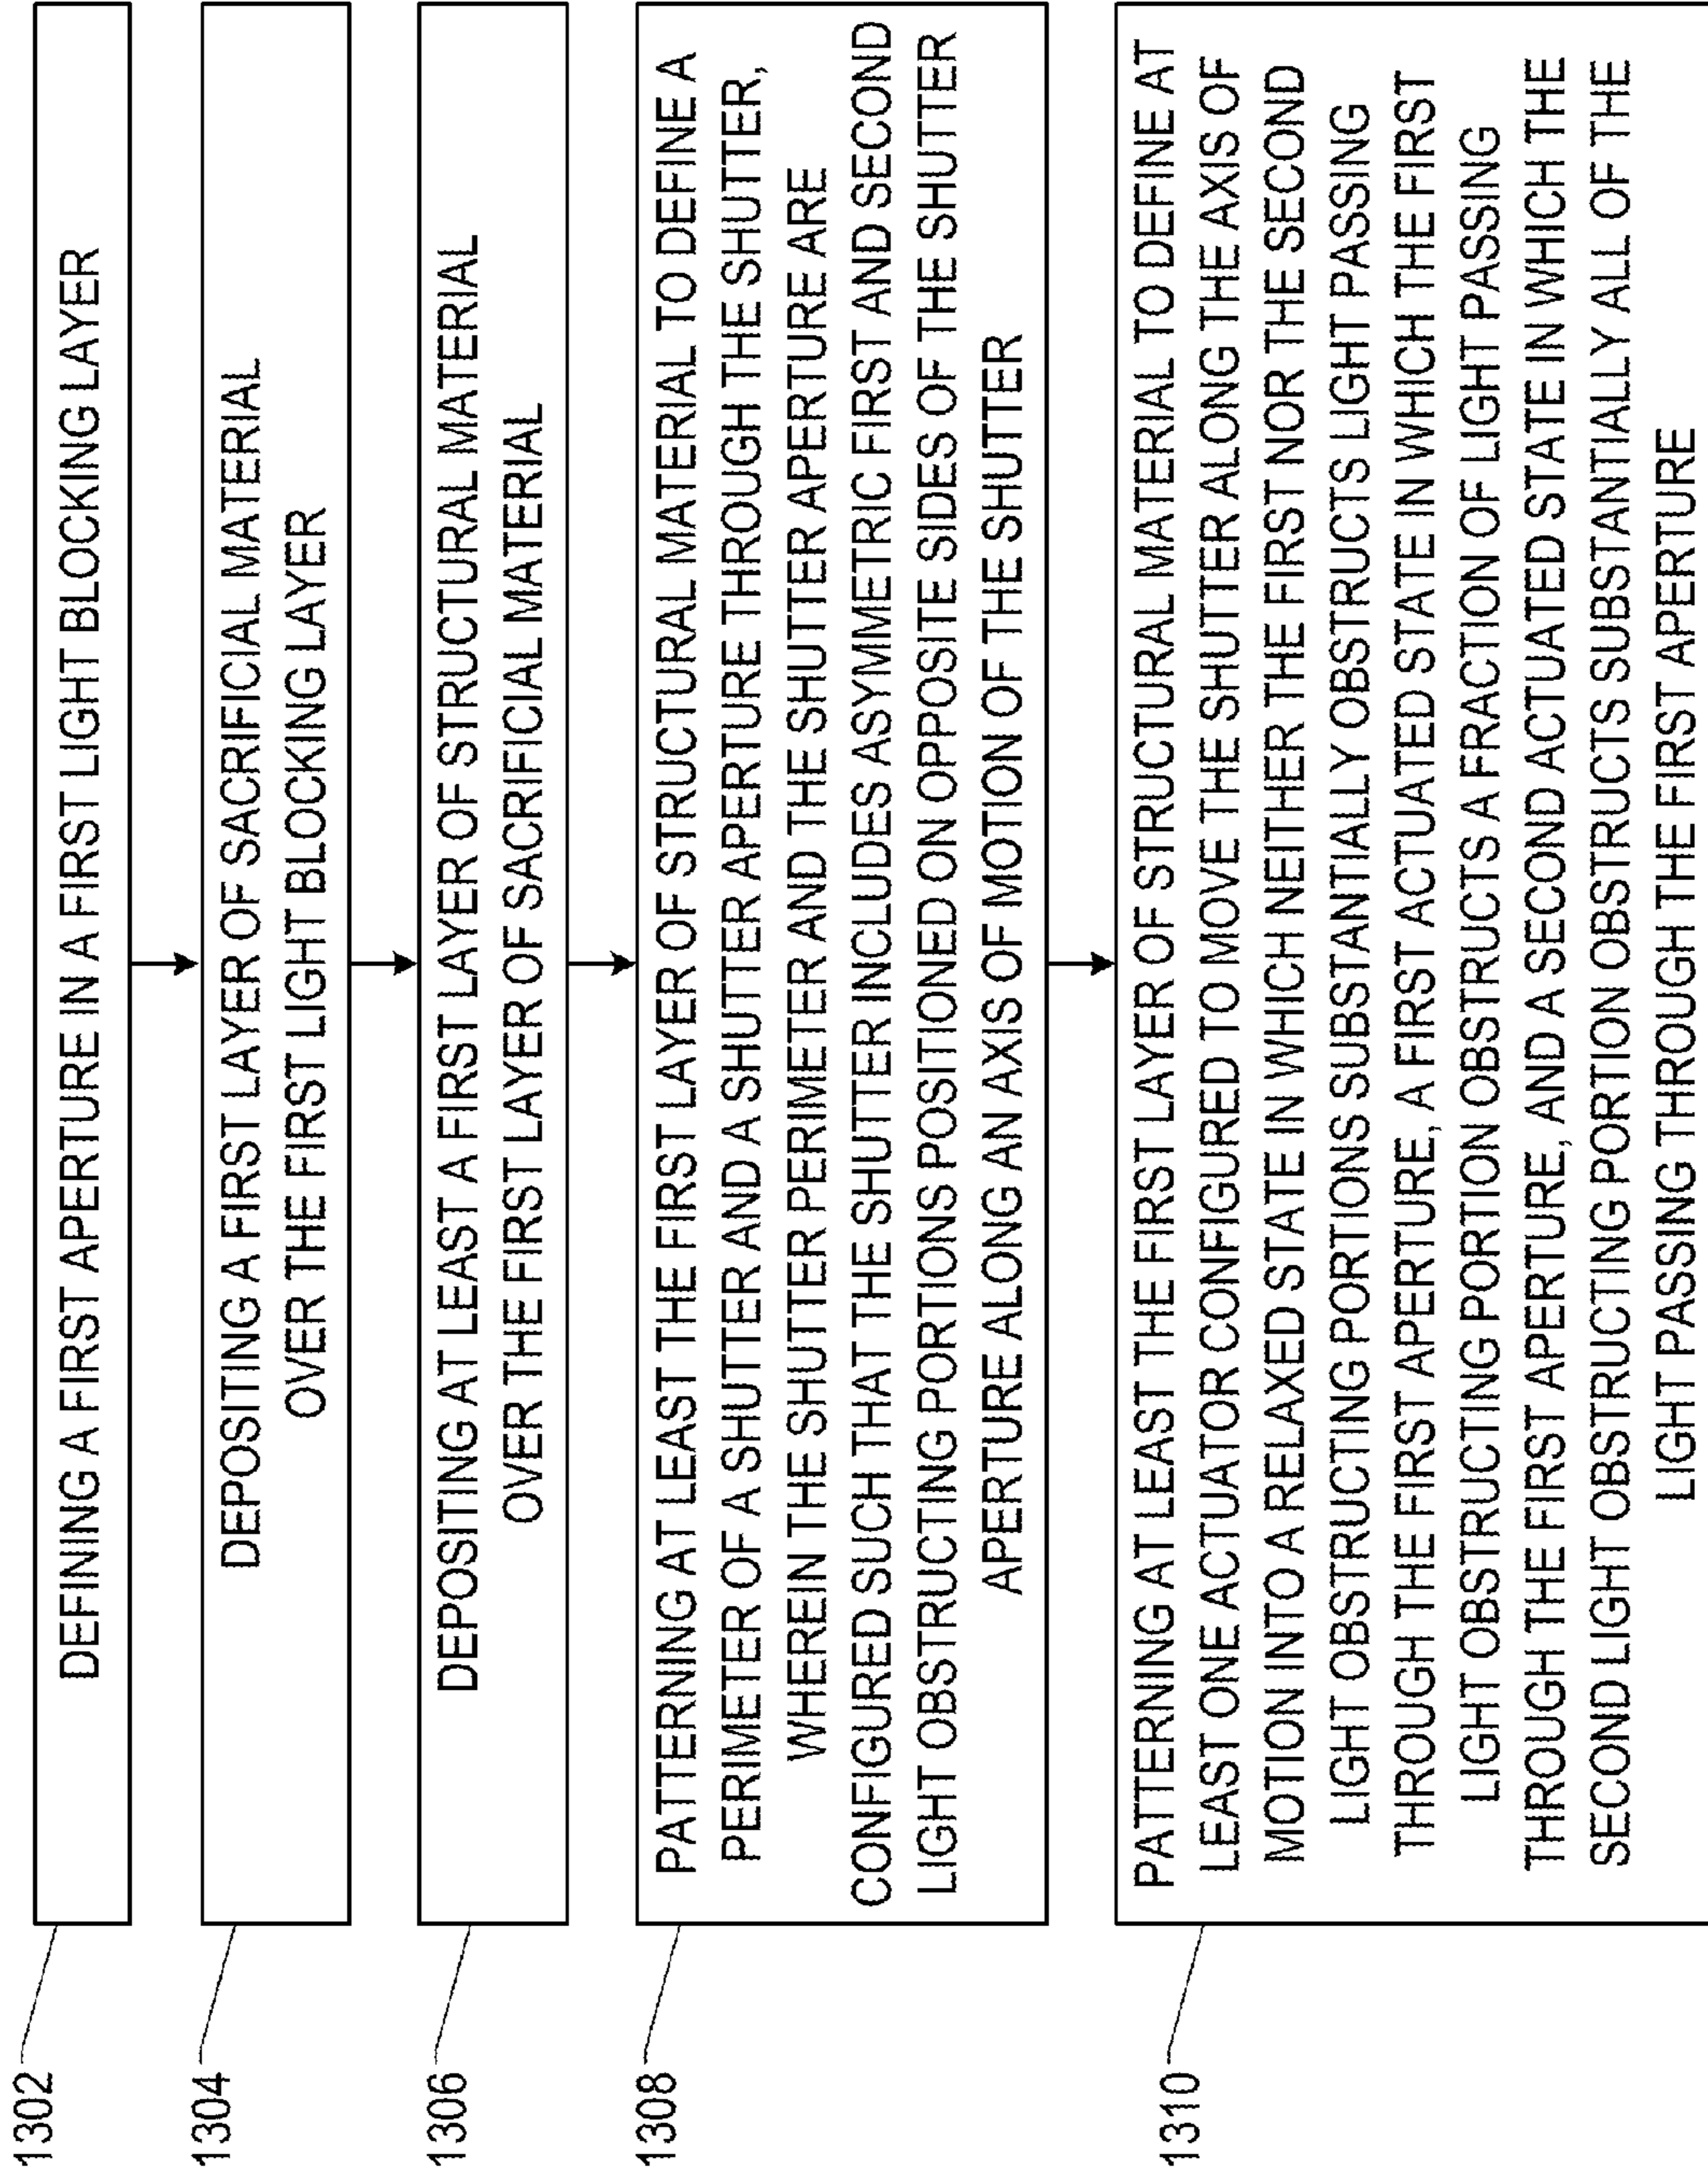 1302
DEFINING A FIRST APERTURE IN A FIRST LIGHT BLOCKING LAYER
1304
DEPOSITING A FIRST LAYER OF SACRIFICIAL MATERIAL
OVER THE FIRST LIGHT BLOCKING LAYER
1306
DEPOSITING AT LEAST A FIRST LAYER OF STRUCTURAL MATERIAL
OVER THE FIRST LAYER OF SACRIFICIAL MATERIAL
1308
PATTERNING AT LEAST THE FIRST LAYER OF STRUCTURAL MATERIAL TO DEFINE A
PERIMETER OF A SHUTTER AND A SHUTTER APERTURE THROUGH THE SHUTTER,
WHEREIN THE SHUTTER PERIMETER AND THE SHUTTER APERTURE ARE
CONFIGURED SUCH THAT THE SHUTTER INCLUDES ASYMMETRIC FIRST AND SECOND
LIGHT OBSTRUCTING PORTIONS POSITIONED ON OPPOSITE SIDES OF THE SHUTTER
APERTURE ALONG AN AXIS OF MOTION OF THE SHUTTER
1310
PATTERNING AT LEAST THE FIRST LAYER OF STRUCTURAL MATERIAL TO DEFINE AT
LEAST ONE ACTUATOR CONFIGURED TO MOVE THE SHUTTER ALONG THE AXIS OF
MOTION INTO A RELAXED STATE IN WHICH NEITHER THE FIRST NOR THE SECOND
LIGHT OBSTRUCTING PORTIONS SUBSTANTIALLY OBSTRUCTS LIGHT PASSING
THROUGH THE FIRST APERTURE, A FIRST ACTUATED STATE IN WHICH THE FIRST
LIGHT OBSTRUCTING PORTION OBSTRUCTS A FRACTION OF LIGHT PASSING
THROUGH THE FIRST APERTURE, AND A SECOND ACTUATED STATE IN WHICH THE
SECOND LIGHT OBSTRUCTING PORTION OBSTRUCTS SUBSTANTIALLY ALL OF THE
LIGHT PASSING THROUGH THE FIRST APERTURE